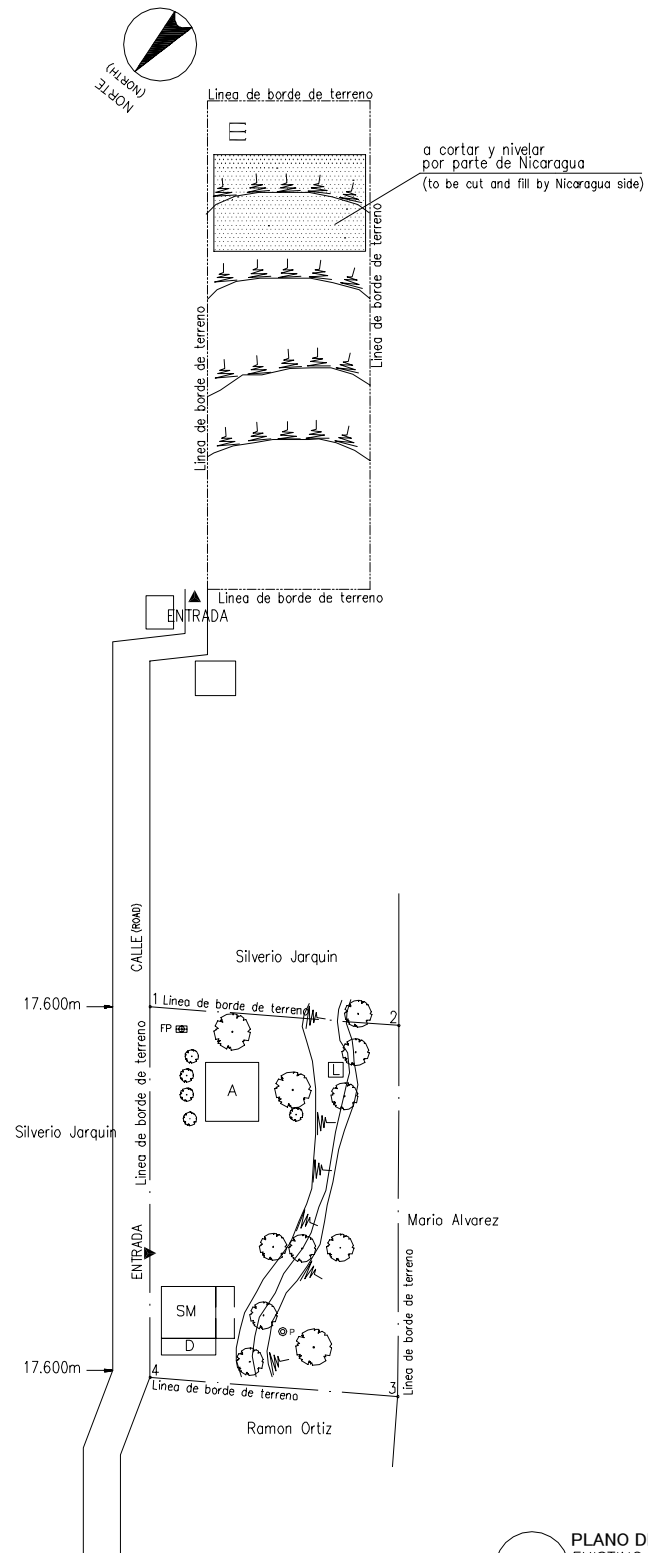 NORTE
(NORTH)
Linea de borde de terreno
a cortar y nivelar
por parte de Nicaragua
(to be cut and fill by Nicaragua side)
Linea de borde de terreno
Linea de borde de terreno
Linea de borde de terreno
ENTRADA
CALLE (ROAD)
Silverio Jarquin
17.600m
1 Linea de borde de terreno
2
FP
L
A
Linea de borde de terreno
Silverio Jarquin
Mario Alvarez
ENTRADA
Linea de borde de terreno
SM
P
D
17.600m
4
3
Linea de borde de terreno
Ramon Ortiz